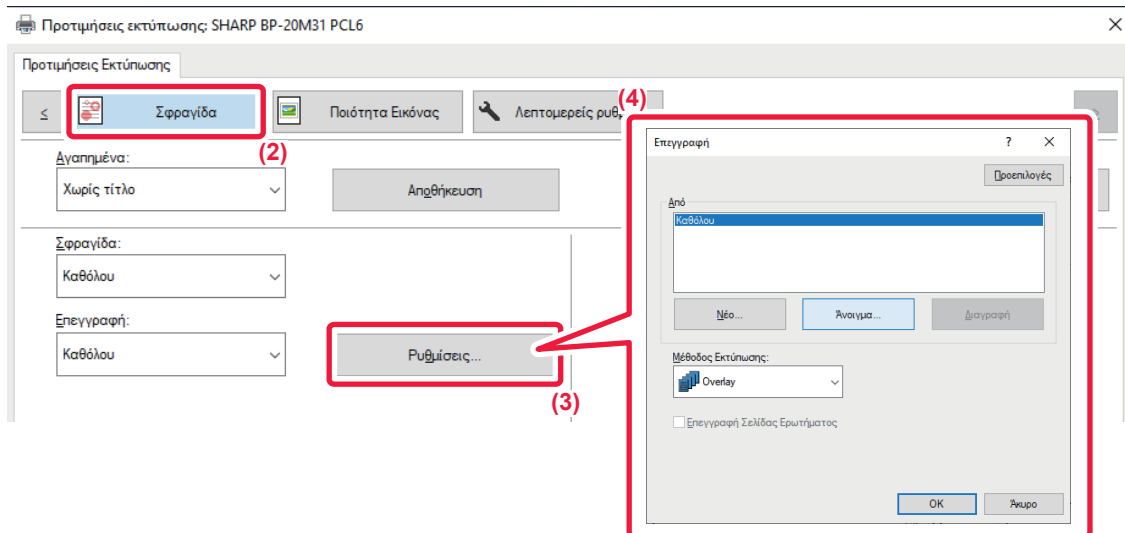 Προτιμήσεις εκτύπωσης: SHARP BP-20M31 PCL6
Προτιμήσεις Εκτύπωσης
≤ Σφραγίδα Ποιότητα Εικόνας Λεπτομερείς ρυθ
(2)
(4)
Αγαπημένα:
Χωρίς τίτλο Αποθήκευση
Σφραγίδα:
Καθόλου
Επεγγραφή:
Καθόλου Ρυθμίσεις...
(3)
Επεγγραφή ?
Προεπιλογές
Από
Καθόλου
Νέο... Άνοιγμα... Διαγραφή
Μέθοδος Εκτύπωσης:
Overlay
Επεγγραφή Σελίδας Ερωτήματος
OK Άκυρο